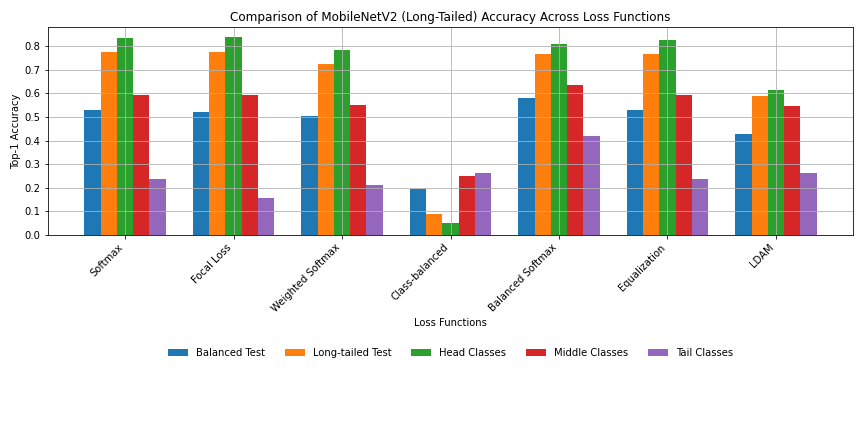 Comparison of MobileNetV2 (Long-Tailed) Accuracy Across Loss Functions
Top-1 Accuracy
0.8
0.7
0.6
0.5
0.4
0.3
0.2
0.1
0.0
Softmax
Focal Loss
Weighted Softmax
Class-balanced
Balanced Softmax
Equalization
LDAM
Loss Functions
Balanced Test
Long-tailed Test
Head Classes
Middle Classes
Tail Classes